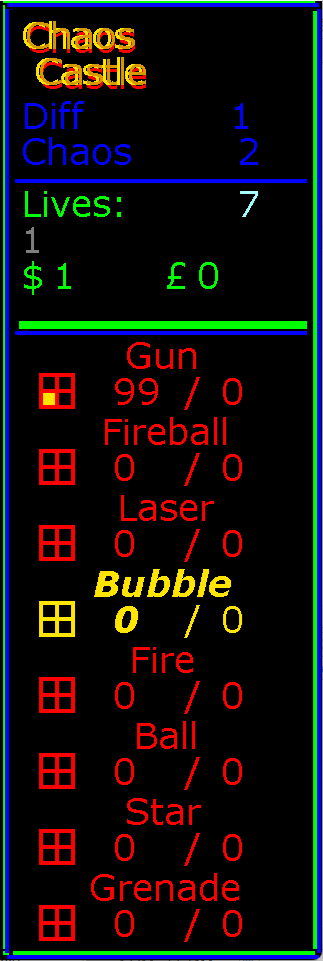 Chaos
Castle
Diff 1
Chaos 2
Lives: 7
1
$ 1 £ 0
Gun
99 / 0
Fireball
0 / 0
Laser
0 / 0
Bubble
0 / 0
Fire
0 / 0
Ball
0 / 0
Star
0 / 0
Grenade
0 / 0